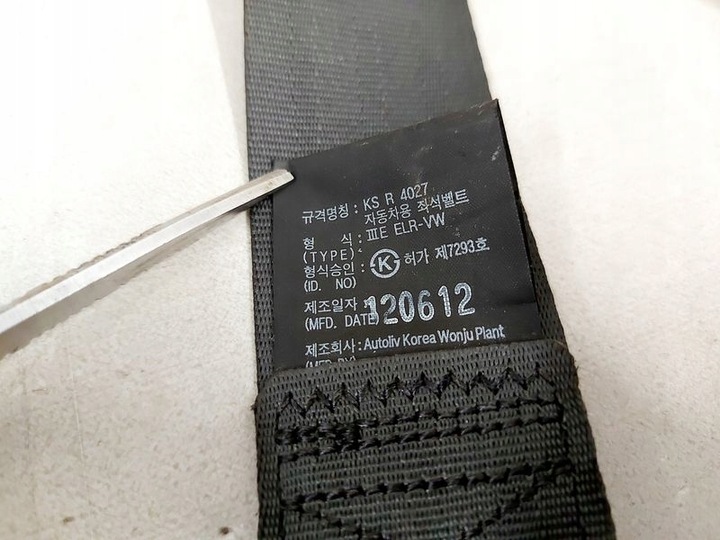 규격명칭 : KS R 4027
자동차용 좌석벨트
형 식 : ⅢE ELR-VW
(TYPE)
형식승인 : K 허가 제7293호
(ID. NO)
제조일자 120612
(MFD. DATE)
제조회사 : Autoliv Korea Wonju Plant